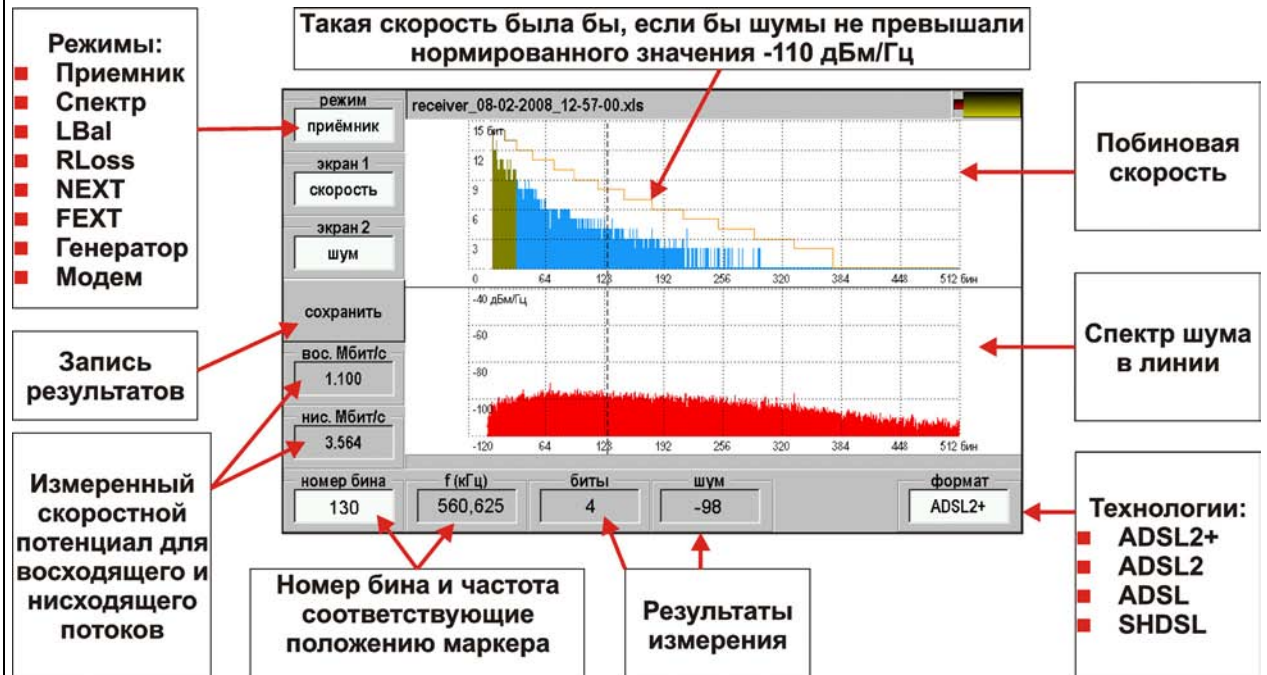 Режимы:
Приемник
Спектр
LBal
RLoss
NEXT
FEXT
Генератор
Модем
Такая скорость была бы, если бы шумы не превышали
нормированного значения -110 дБм/Гц
Запись
результатов
Измеренный
скоростной
потенциал для
восходящего и
нисходящего
потоков
режим
приёмник
экран 1
скорость
экран 2
шум
сохранить
вос. Мбит/с
1.100
нис. Мбит/с
3.564
receiver_08-02-2008_12-57-00.xls
15 бит
12
9
6
3
0 64 128 192 256 320 384 448 512 бин
-40 дБм/Гц
-60
-80
-100
-120 64 128 192 256 320 384 448 512 бин
номер бина
130
f (кГц)
560,625
биты
4
шум
-98
формат
ADSL2+
Побиновая
скорость
Спектр шума
в линии
Технологии:
ADSL2+
ADSL2
ADSL
SHDSL
Номер бина и частота
соответствующие
положению маркера
Результаты
измерения